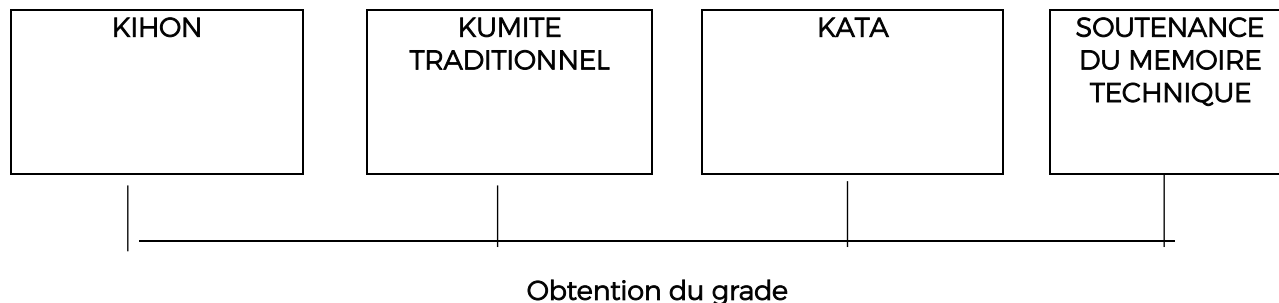 KIHON
KUMITE
TRADITIONNEL
KATA
SOUTENANCE
DU MEMOIRE
TECHNIQUE
Obtention du grade